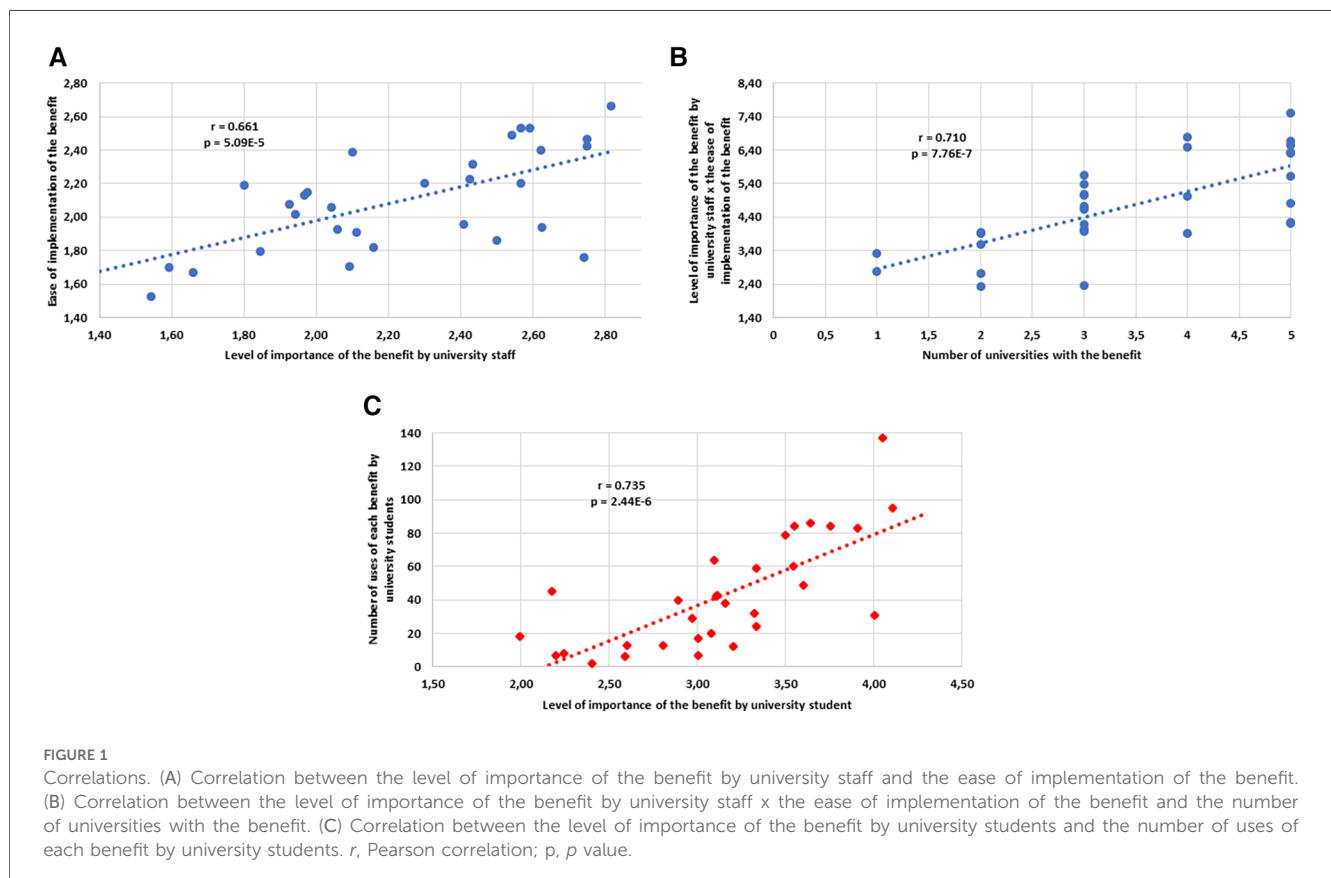 A
Ease of implementation of the benefit
2,80
2,60
2,40
2,20
2,00
1,80
1,60
1,40
r = 0.661
p = 5.09E-5
1,40 1,60 1,80 2,00 2,20 2,40 2,60 2,80
Level of importance of the benefit by university staff
B
Level of importance of the benefit by
university staff x the ease of
implementation of the benefit
8,40
7,40
6,40
5,40
4,40
3,40
2,40
1,40
r = 0.710
p = 7.76E-7
0 0,5 1 1,5 2 2,5 3 3,5 4 4,5 5
Number of universities with the benefit
C
Number of uses of each benefit by
university students
140
120
100
80
60
40
20
0
r = 0.735
p = 2.44E-6
1,50 2,00 2,50 3,00 3,50 4,00 4,50
Level of importance of the benefit by university student
FIGURE 1
Correlations. (A) Correlation between the level of importance of the benefit by university staff and the ease of implementation of the benefit.
(B) Correlation between the level of importance of the benefit by university staff x the ease of implementation of the benefit and the number
of universities with the benefit. (C) Correlation between the level of importance of the benefit by university students and the number of uses of
each benefit by university students. r, Pearson correlation; p, p value.